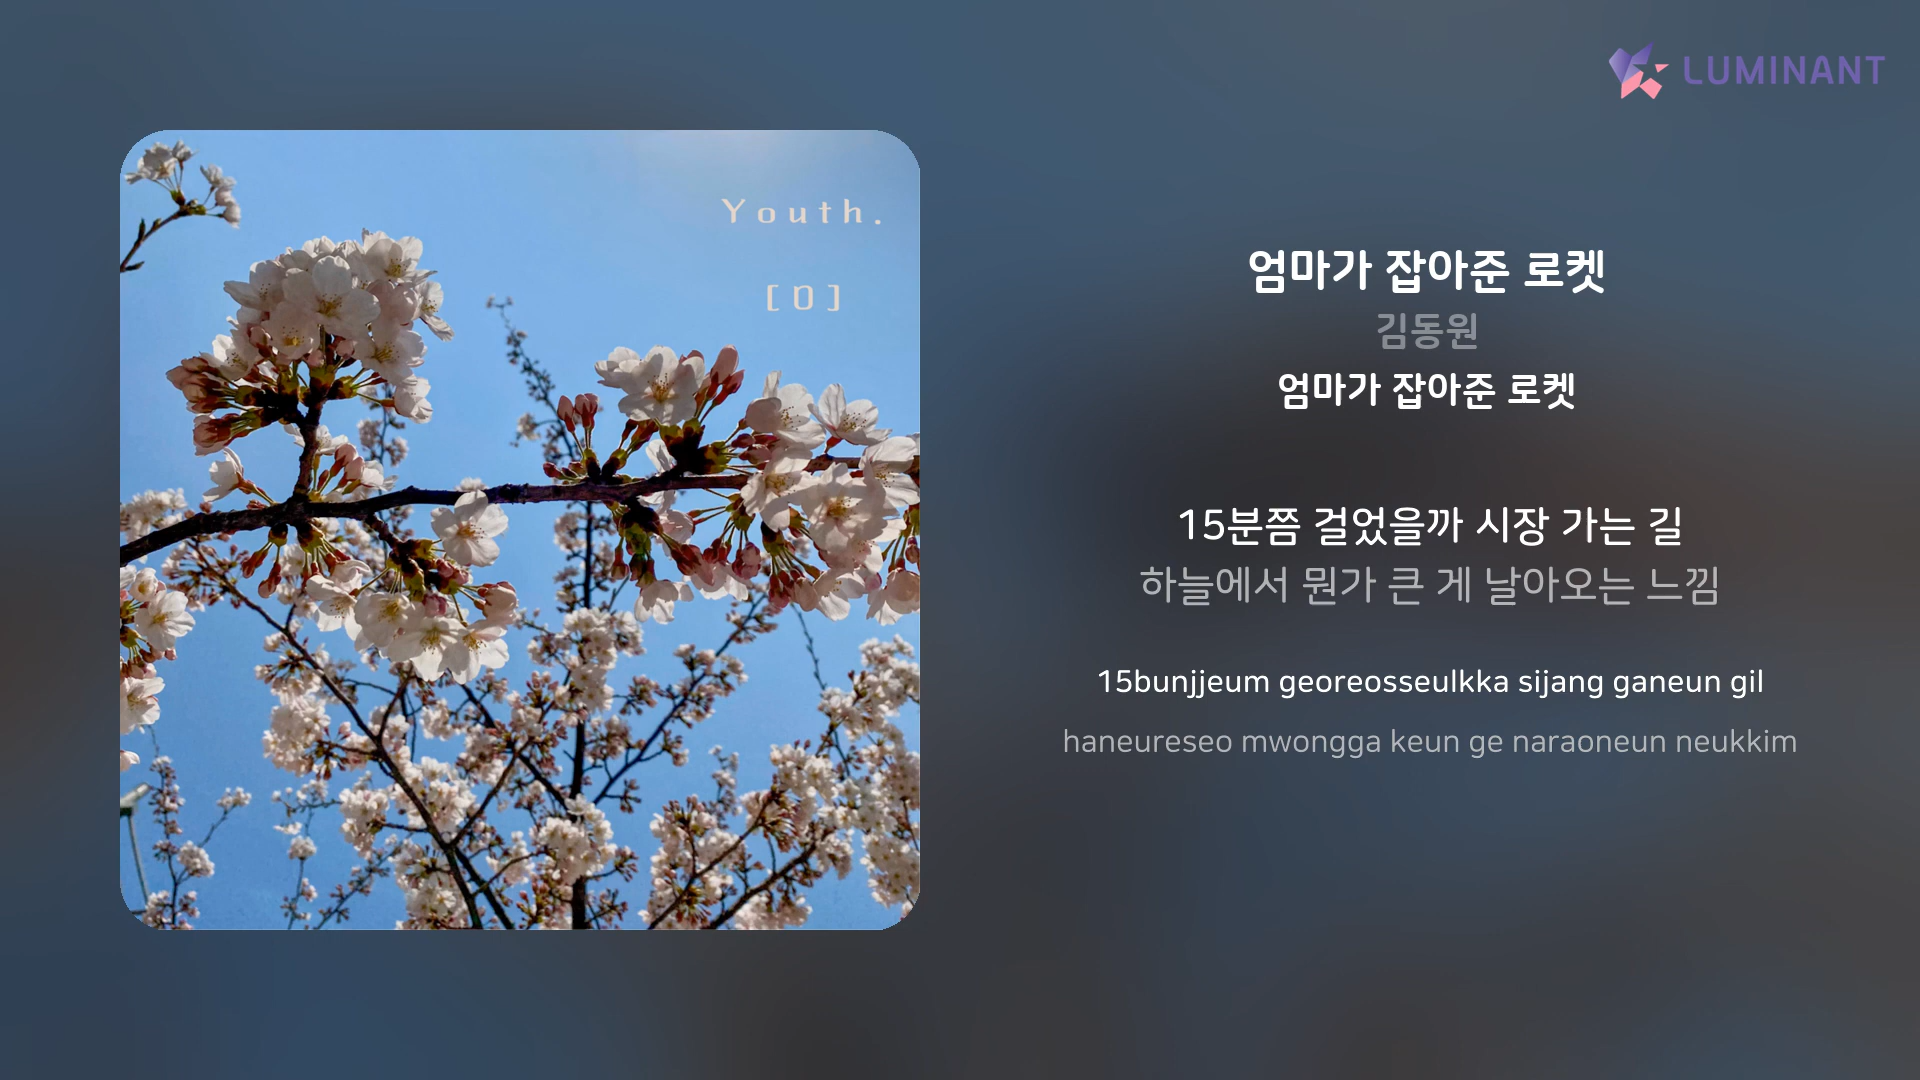 LUMINANT
Youth.
[0]
엄마가 잡아준 로켓
김동원
엄마가 잡아준 로켓
15분쯤 걸었을까 시장 가는 길
하늘에서 뭔가 큰 게 날아오는 느낌
15bunjjeum georeosseulkka sijang ganeun gil
haneureseo mwongga keun ge naraoneun neukkim